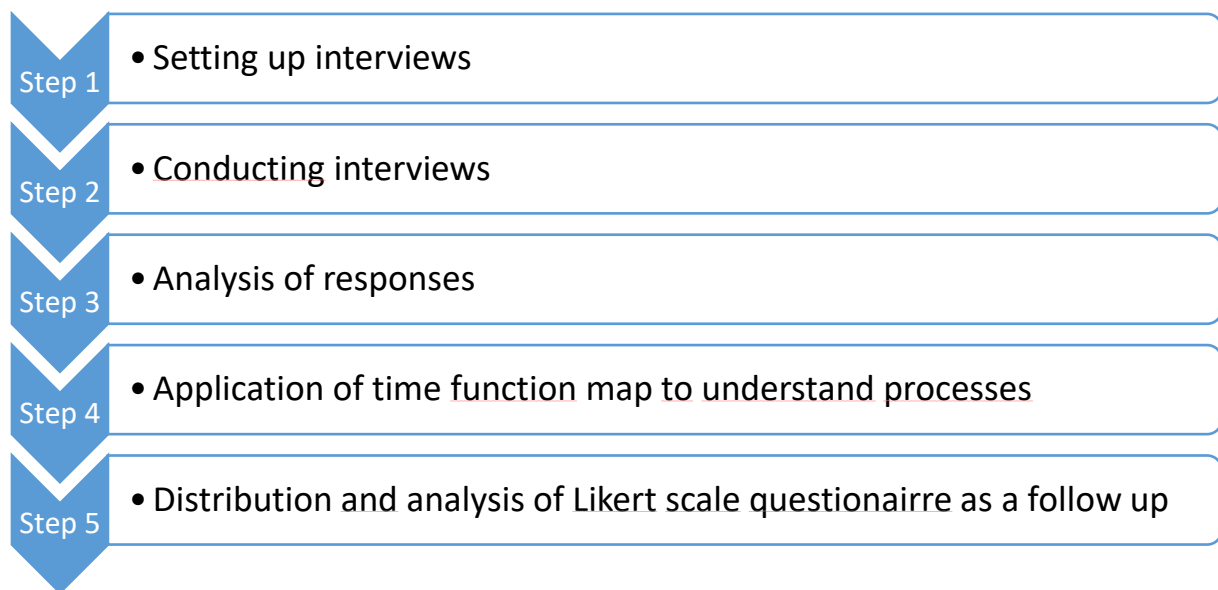 Step 1
• Setting up interviews
Step 2
• Conducting interviews
Step 3
• Analysis of responses
Step 4
• Application of time function map to understand processes
Step 5
• Distribution and analysis of Likert scale questionairre as a follow up